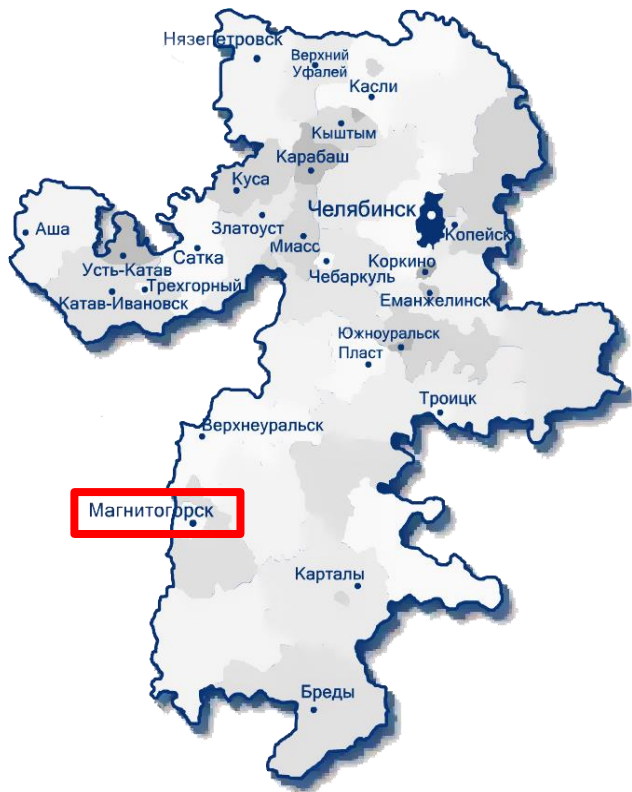 Нязепетровск
Верхний
Уфалей
Касли
Кыштым
Карабаш
Куса
Челябинск
Аша
Златоуст
Миасс
Копейск
Сатка
Усть-Катав
Чебаркуль
Коркино
Трехгорный
Катав-Ивановск
Еманжелинск
Южноуральск
Пласт
Троицк
Верхнеуральск
Магнитогорск
Карталы
Бреды